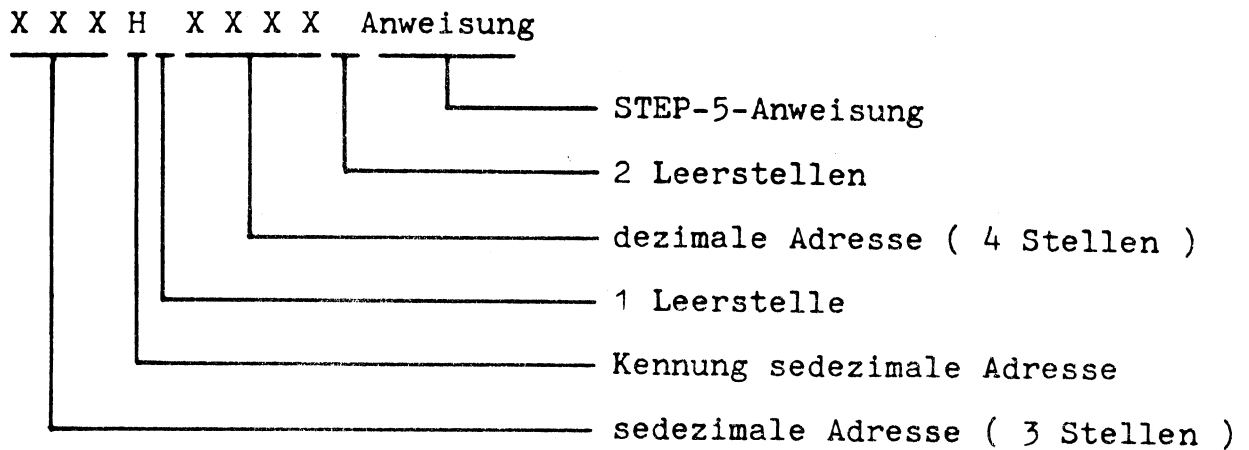 X X X H X X X X Anweisung
STEP-5-Anweisung
2 Leerstellen
dezimale Adresse ( 4 Stellen )
1 Leerstelle
Kennung sedezimale Adresse
sedezimale Adresse ( 3 Stellen )